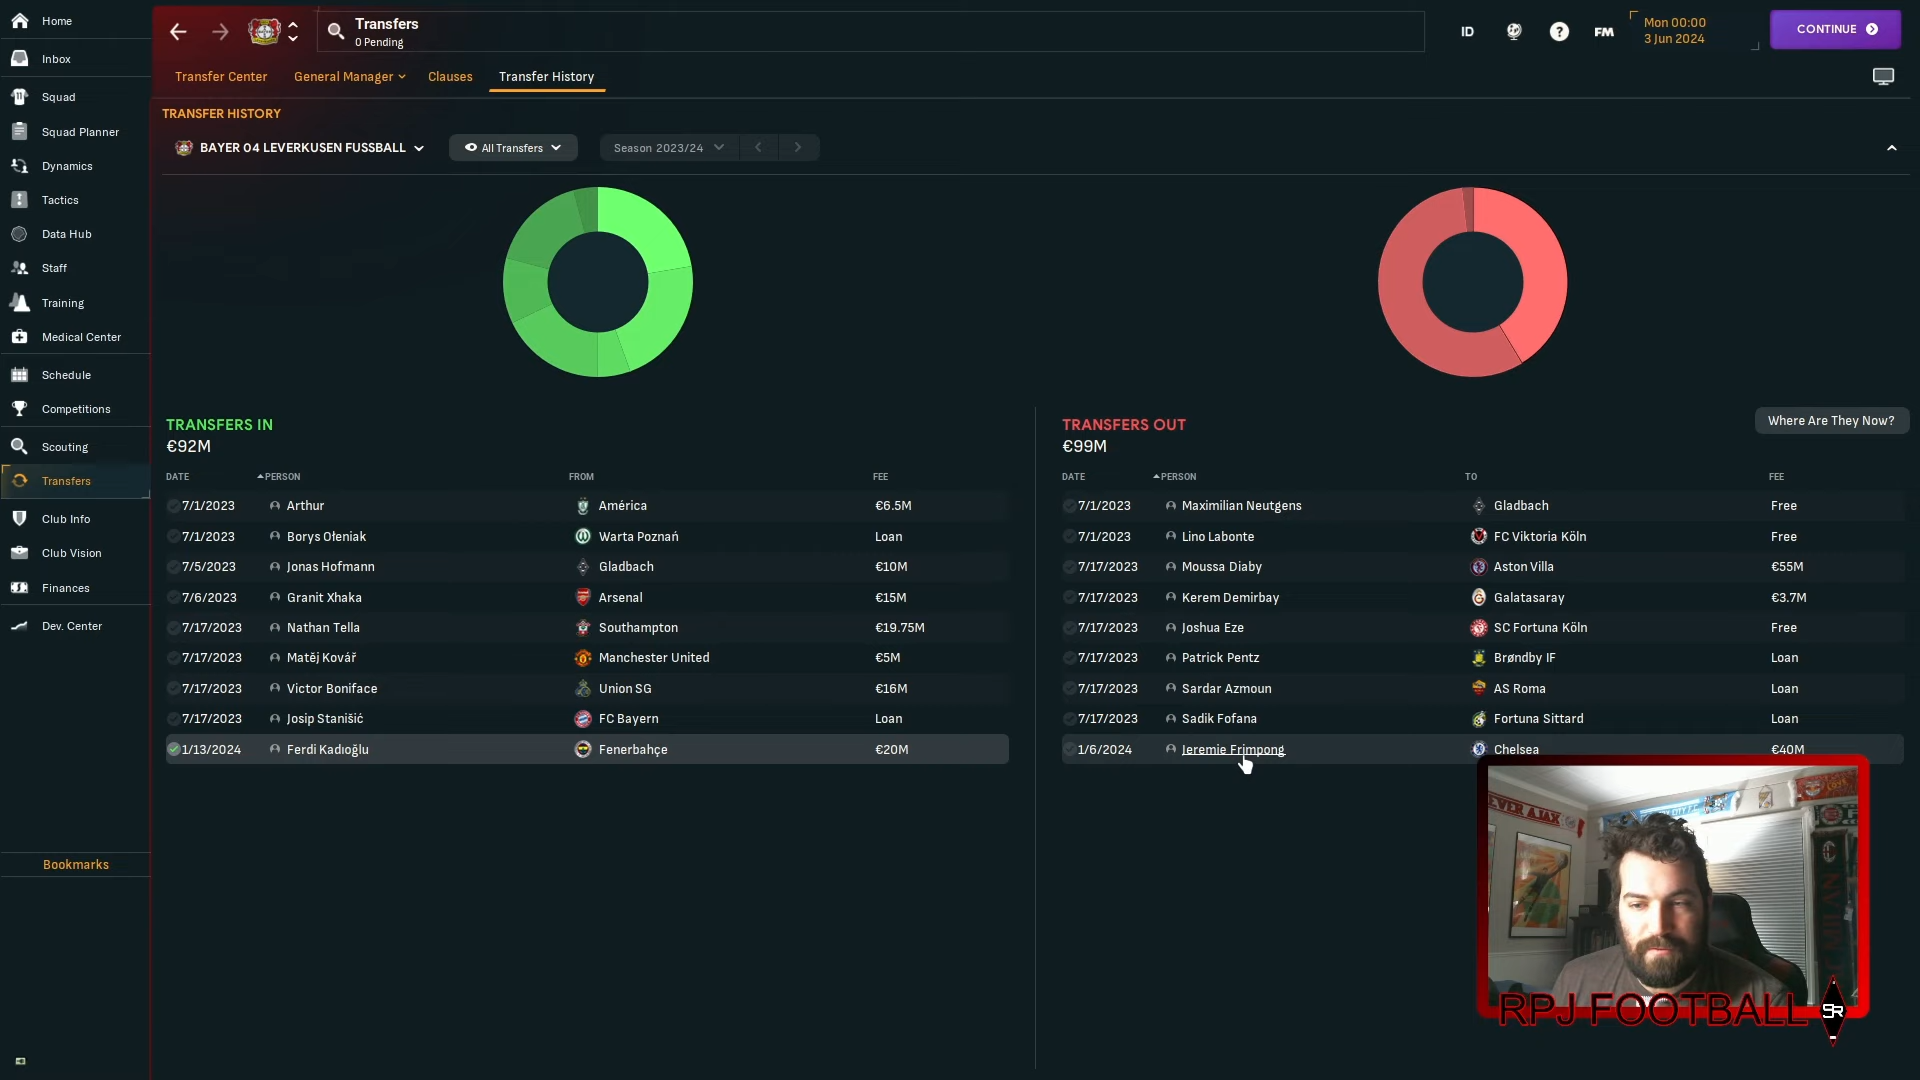 Home
Inbox
Squad
Squad Planner
Dynamics
Tactics
Data Hub
Staff
Training
Medical Center
Schedule
Competitions
Scouting
Transfers
Club Info
Club Vision
Finances
Dev. Center
Bookmarks
Transfers
0 Pending
ID
?
FM
Mon 00:00
3 Jun 2024
CONTINUE
Transfer Center General Manager Clauses Transfer History
TRANSFER HISTORY
BAYER 04 LEVERKUSEN FUSSBALL All Transfers Season 2023/24
TRANSFERS IN
€92M
DATE PERSON FROM FEE
7/1/2023 Arthur América €6.5M
7/1/2023 Borys Ołeniak Warta Poznań Loan
7/5/2023 Jonas Hofmann Gladbach €10M
7/6/2023 Granit Xhaka Arsenal €15M
7/17/2023 Nathan Tella Southampton €19.75M
7/17/2023 Matěj Kovář Manchester United €5M
7/17/2023 Victor Boniface Union SG €16M
7/17/2023 Josip Stanišić FC Bayern Loan
1/13/2024 Ferdi Kadıoğlu Fenerbahçe €20M
TRANSFERS OUT
€99M
Where Are They Now?
DATE PERSON TO FEE
7/1/2023 Maximilian Neutgens Gladbach Free
7/1/2023 Lino Labonte FC Viktoria Köln Free
7/17/2023 Moussa Diaby Aston Villa €55M
7/17/2023 Kerem Demirbay Galatasaray €3.7M
7/17/2023 Joshua Eze SC Fortuna Köln Free
7/17/2023 Patrick Pentz Brøndby IF Loan
7/17/2023 Sardar Azmoun AS Roma Loan
7/17/2023 Sadik Fofana Fortuna Sittard Loan
1/6/2024 Jeremie Frimpong Chelsea €40M
EVER AJAX
RPJ FOOTBALL